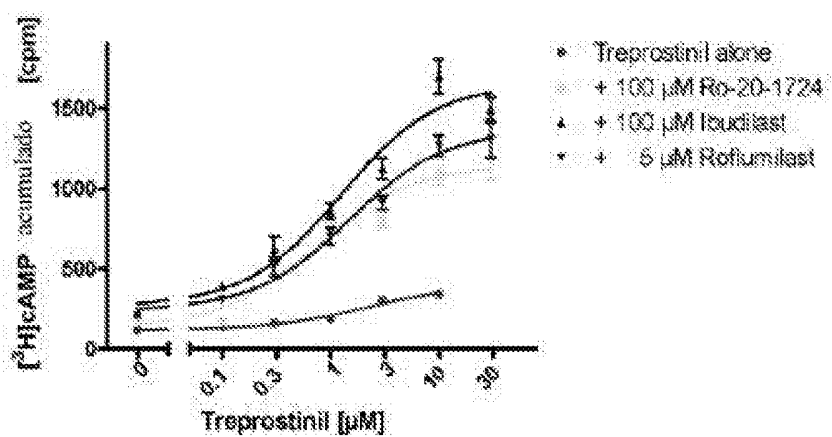 [³H]cAMP acumulado [cpm]
1500
1000
500
0
0 0.1 0.3 1 3 10 30
Treprostinil [µM]
Treprostinil alone
+ 100 µM Ro-20-1724
+ 100 µM Ibudilast
+ 5 µM Roflumilast